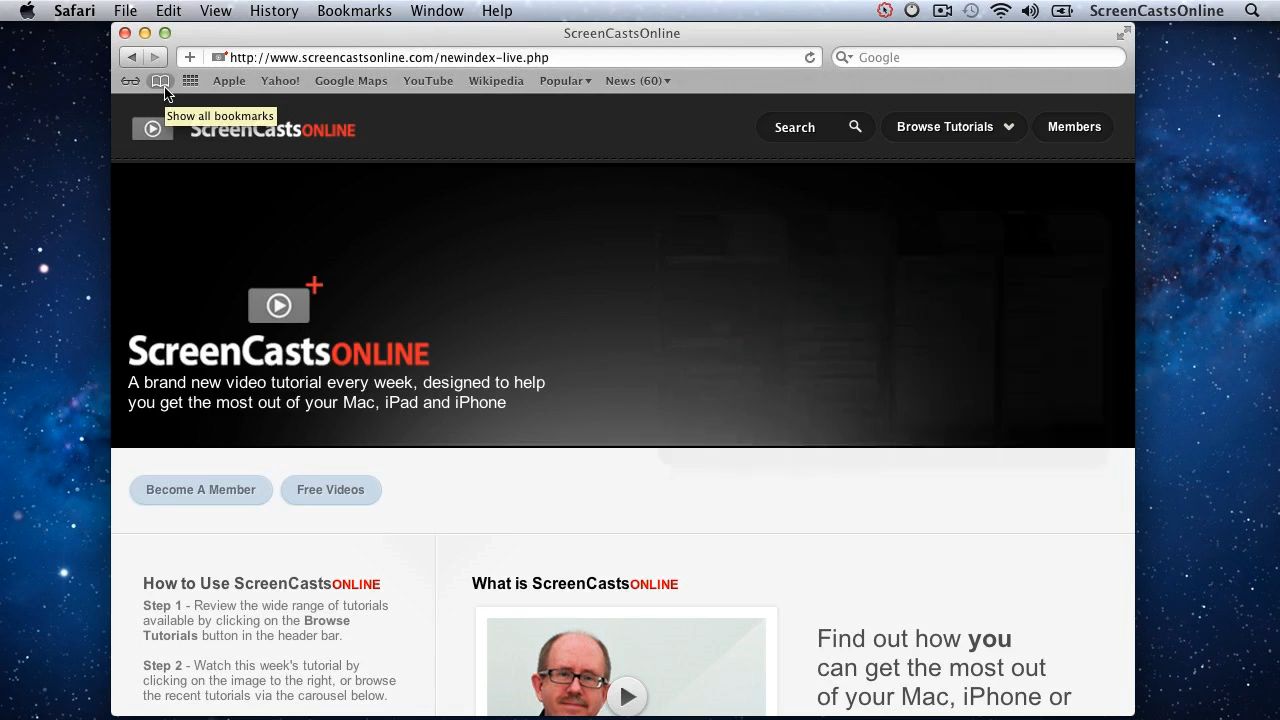 Safari File Edit View History Bookmarks Window Help ScreenCastsOnline
ScreenCastsOnline
http://www.screencastsonline.com/newindex-live.php
Google
Apple Yahoo! Google Maps YouTube Wikipedia Popular News (60)
Show all bookmarks
ScreenCastsONLINE
Search
Browse Tutorials
Members
ScreenCastsONLINE
A brand new video tutorial every week, designed to help
you get the most out of your Mac, iPad and iPhone
Become A Member
Free Videos
How to Use ScreenCastsONLINE
Step 1 - Review the wide range of tutorials
available by clicking on the Browse
Tutorials button in the header bar.
Step 2 - Watch this week's tutorial by
clicking on the image to the right, or browse
the recent tutorials via the carousel below.
What is ScreenCastsONLINE
Find out how you
can get the most out
of your Mac, iPhone or